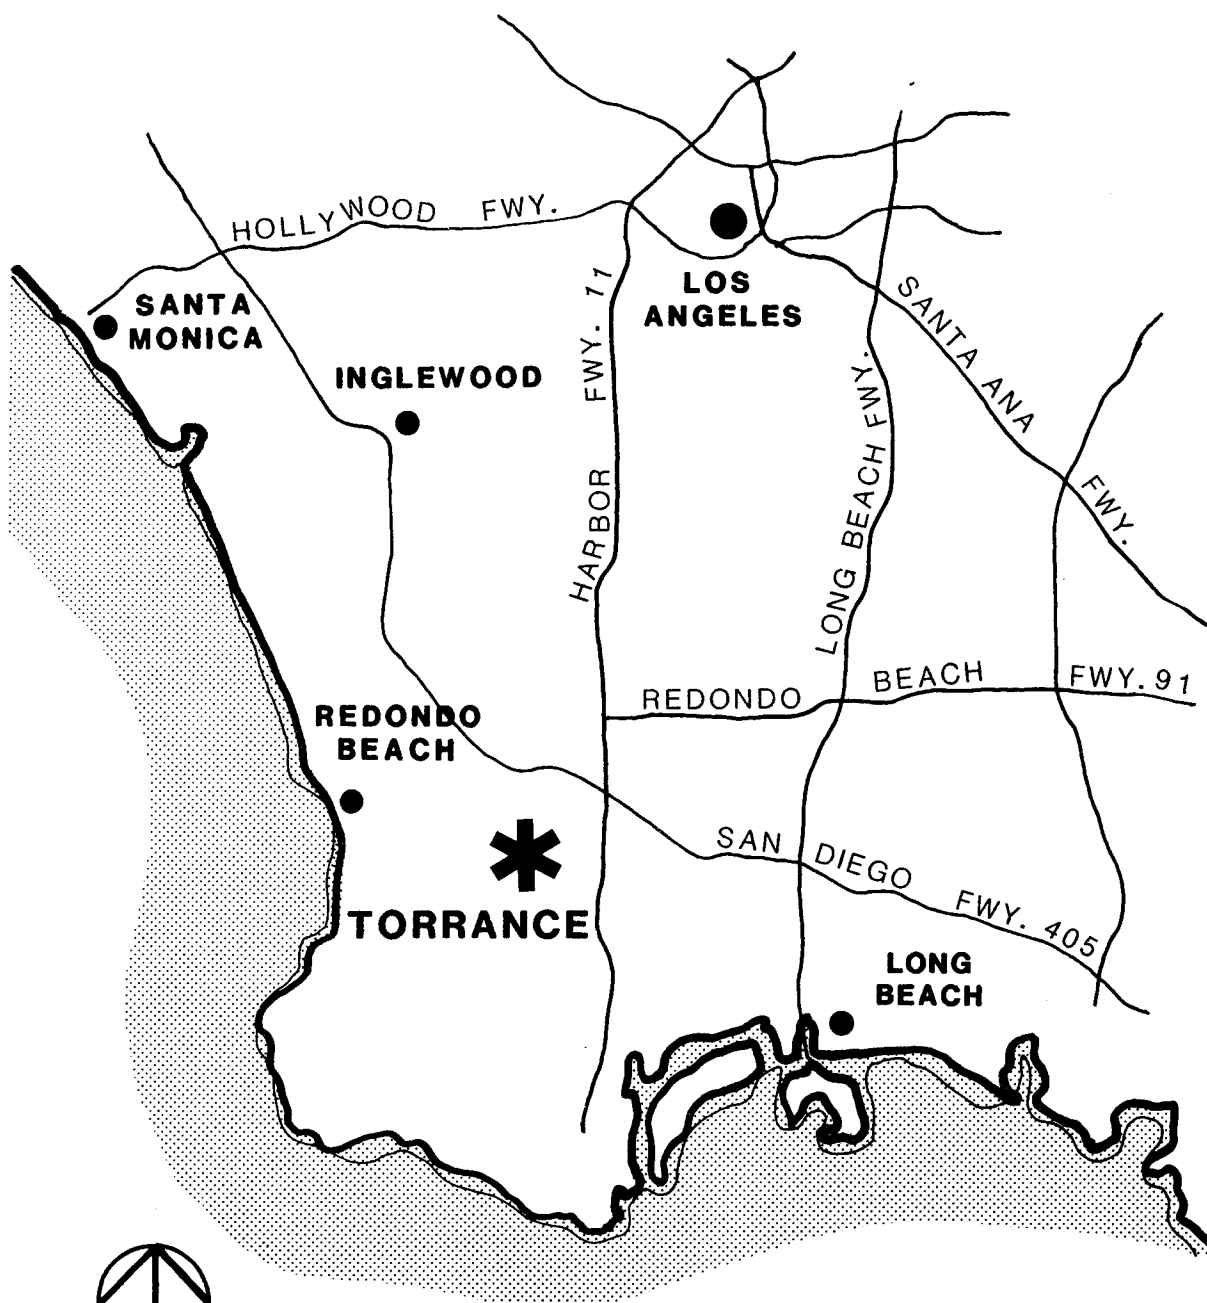 HOLLYWOOD FWY.
SANTA
MONICA
LOS
ANGELES
INGLEWOOD
HARBOR FWY. 11
LONG BEACH FWY.
SANTA ANA FWY.
REDONDO BEACH FWY. 91
REDONDO
BEACH
SAN DIEGO FWY. 405
TORRANCE
LONG
BEACH